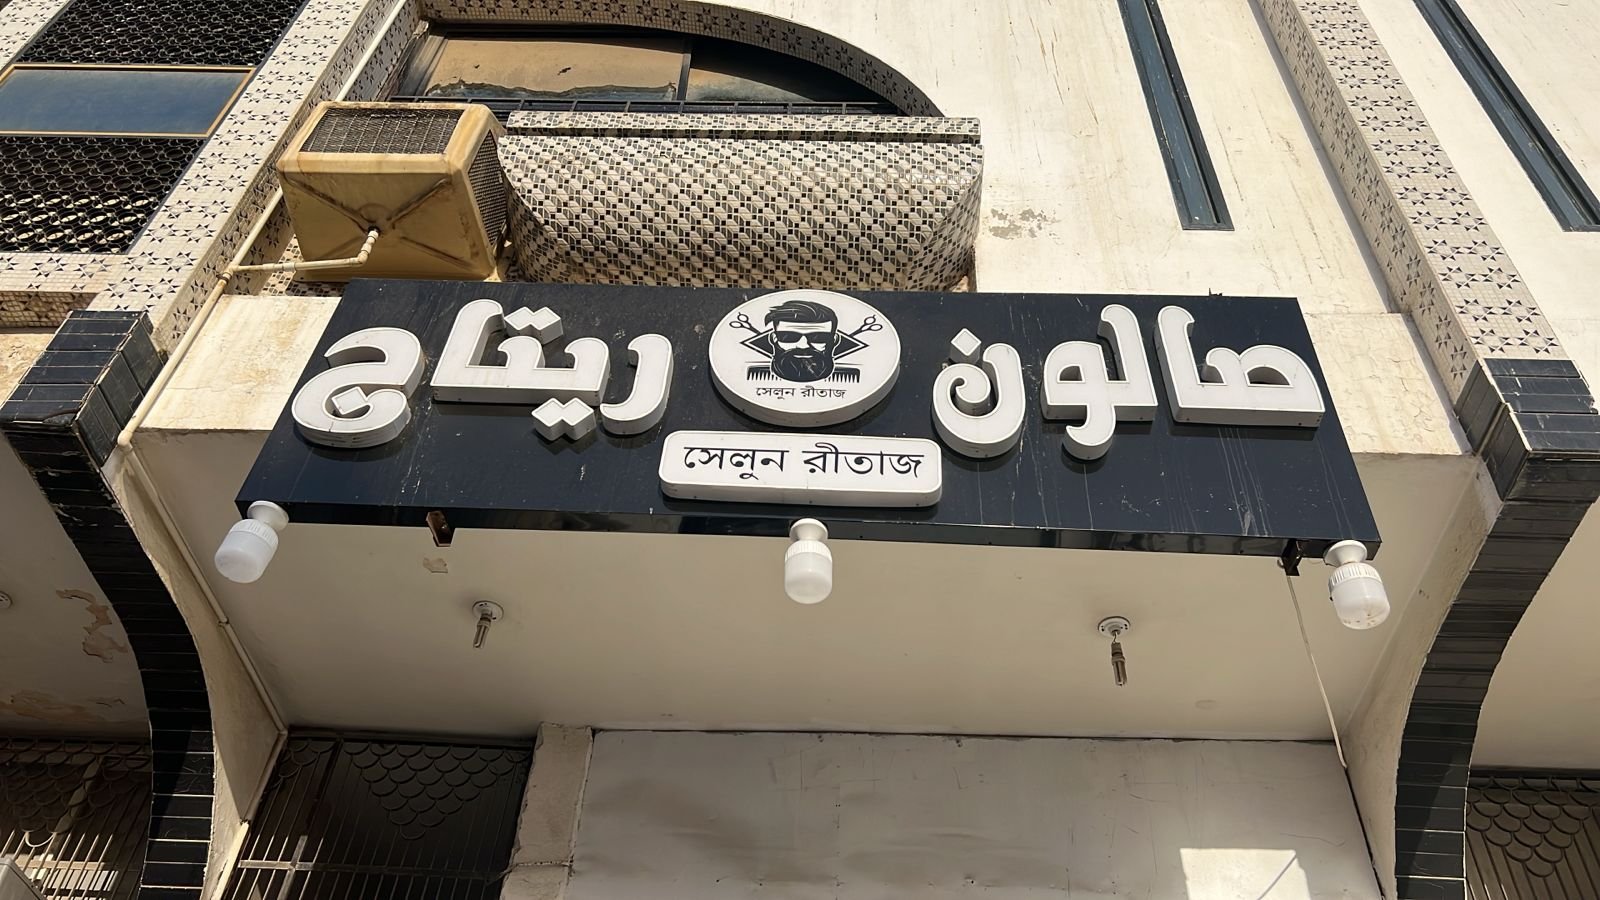 صالون ريتاج
সেলুন রীতাজ
সেলুন রীতাজ